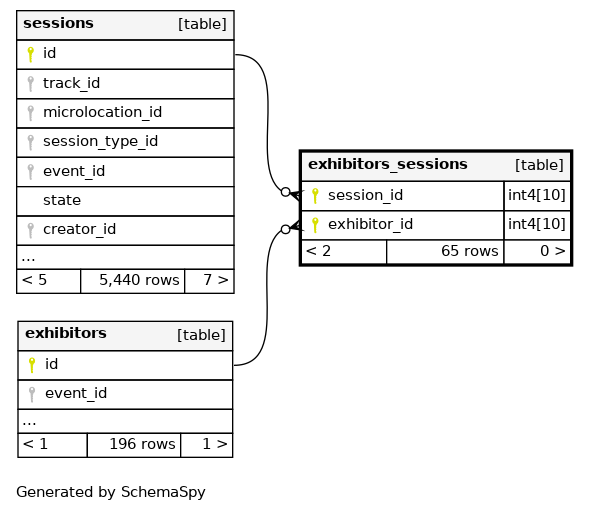 sessions [table]
id
track_id
microlocation_id
session_type_id
event_id
state
creator_id
...
< 5 5,440 rows 7 >
exhibitors_sessions [table]
session_id int4[10]
exhibitor_id int4[10]
< 2 65 rows 0 >
exhibitors [table]
id
event_id
...
< 1 196 rows 1 >
Generated by SchemaSpy